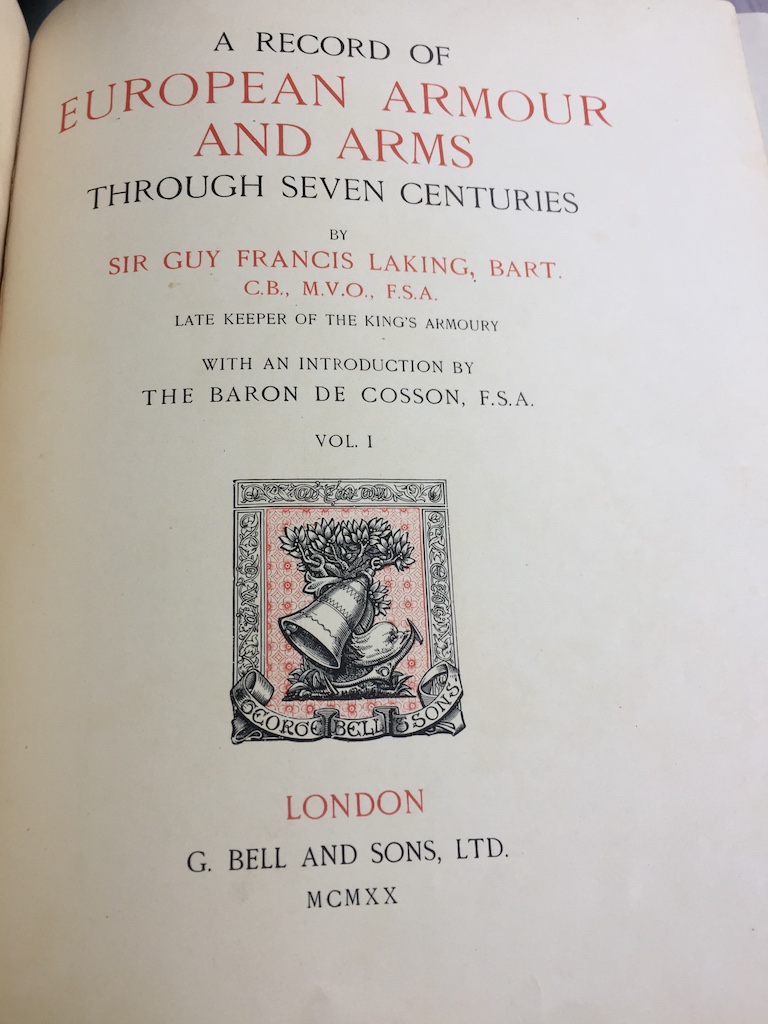 A RECORD OF
EUROPEAN ARMOUR
AND ARMS
THROUGH SEVEN CENTURIES
BY
SIR GUY FRANCIS LAKING, BART.
C.B., M.V.O., F.S.A.
LATE KEEPER OF THE KING'S ARMOURY
WITH AN INTRODUCTION BY
THE BARON DE COSSON, F.S.A.
VOL. I
GEORGE BELL & SONS
LONDON
G. BELL AND SONS, LTD.
MCMXX